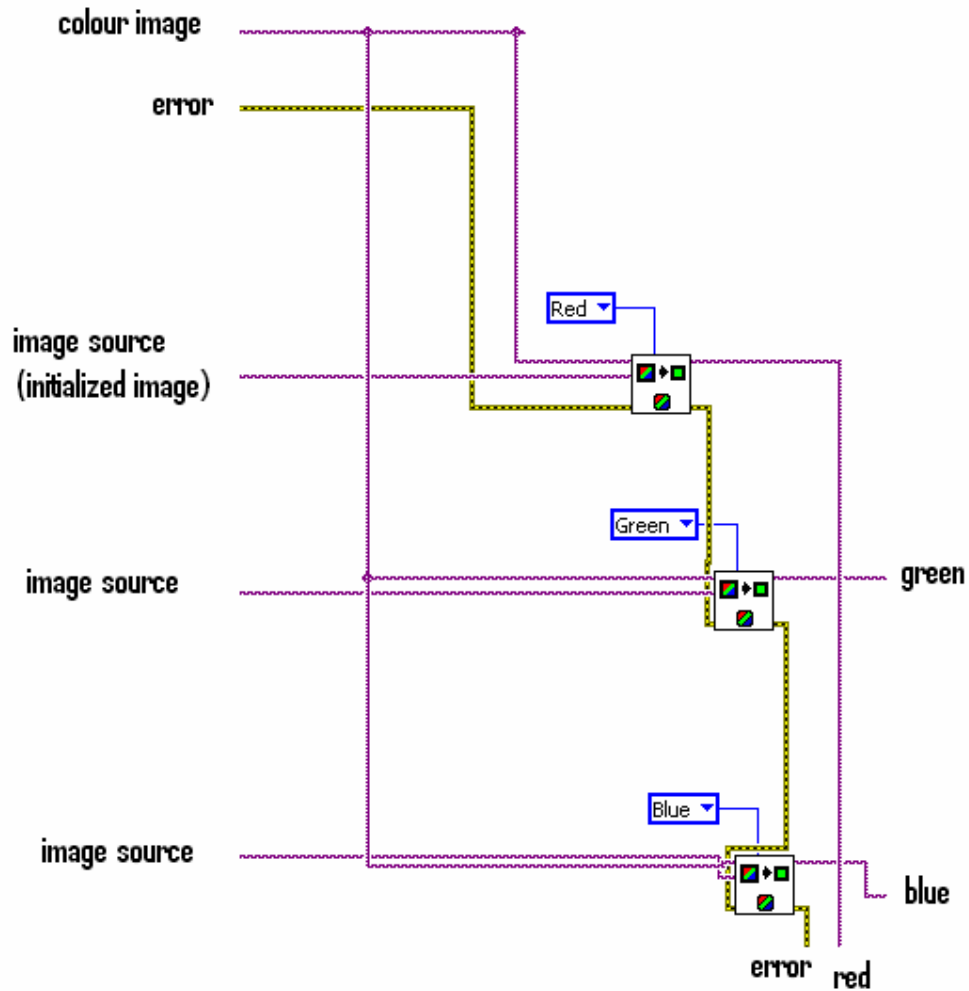 colour image
error
Red
image source
(initialized image)
Green
image source
green
Blue
image source
blue
error
red